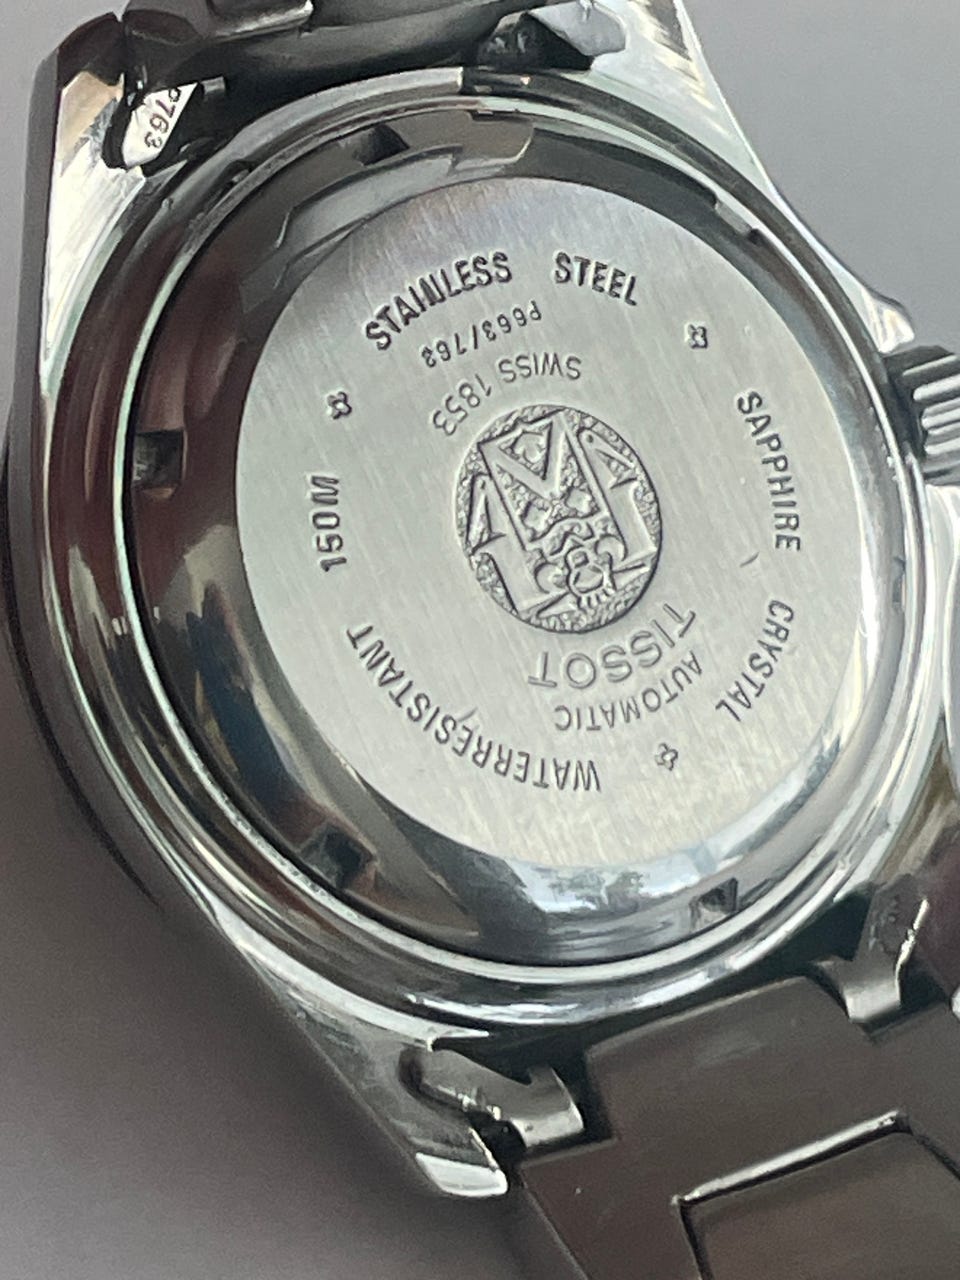 STAINLESS STEEL
SAPPHIRE CRYSTAL
WATERRESISTANT 150M
P663/763
SWISS 1853
TISSOT
AUTOMATIC
P763